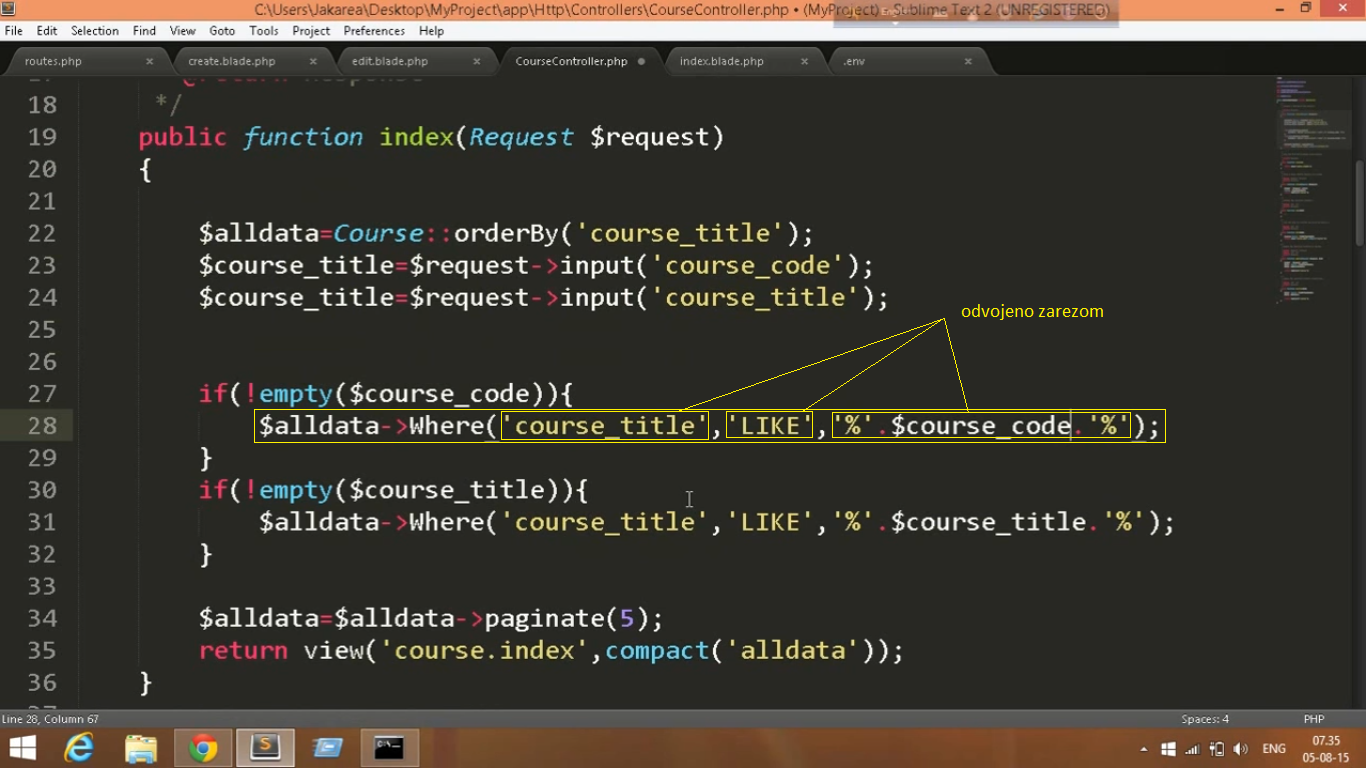 C:\Users\Jakarea\Desktop\MyProject\app\Http\Controllers\CourseController.php • (MyProject) - Sublime Text 2 (UNREGISTERED)
File Edit Selection Find View Goto Tools Project Preferences Help
routes.php × create.blade.php × edit.blade.php × CourseController.php • index.blade.php × .env ×
18 */
19 public function index(Request $request)
20 {
21
22 $alldata=Course::orderBy('course_title');
23 $course_title=$request->input('course_code');
24 $course_title=$request->input('course_title');
25
odvojeno zarezom
26
27 if(!empty($course_code)){
28 $alldata->Where('course_title','LIKE','%'.$course_code.'%');
29 }
30 if(!empty($course_title)){
31 $alldata->Where('course_title','LIKE','%'.$course_title.'%');
32 }
33
34 $alldata=$alldata->paginate(5);
35 return view('course.index',compact('alldata'));
36 }
Line 28, Column 67 Spaces: 4 PHP
ENG 07.35
05-08-15